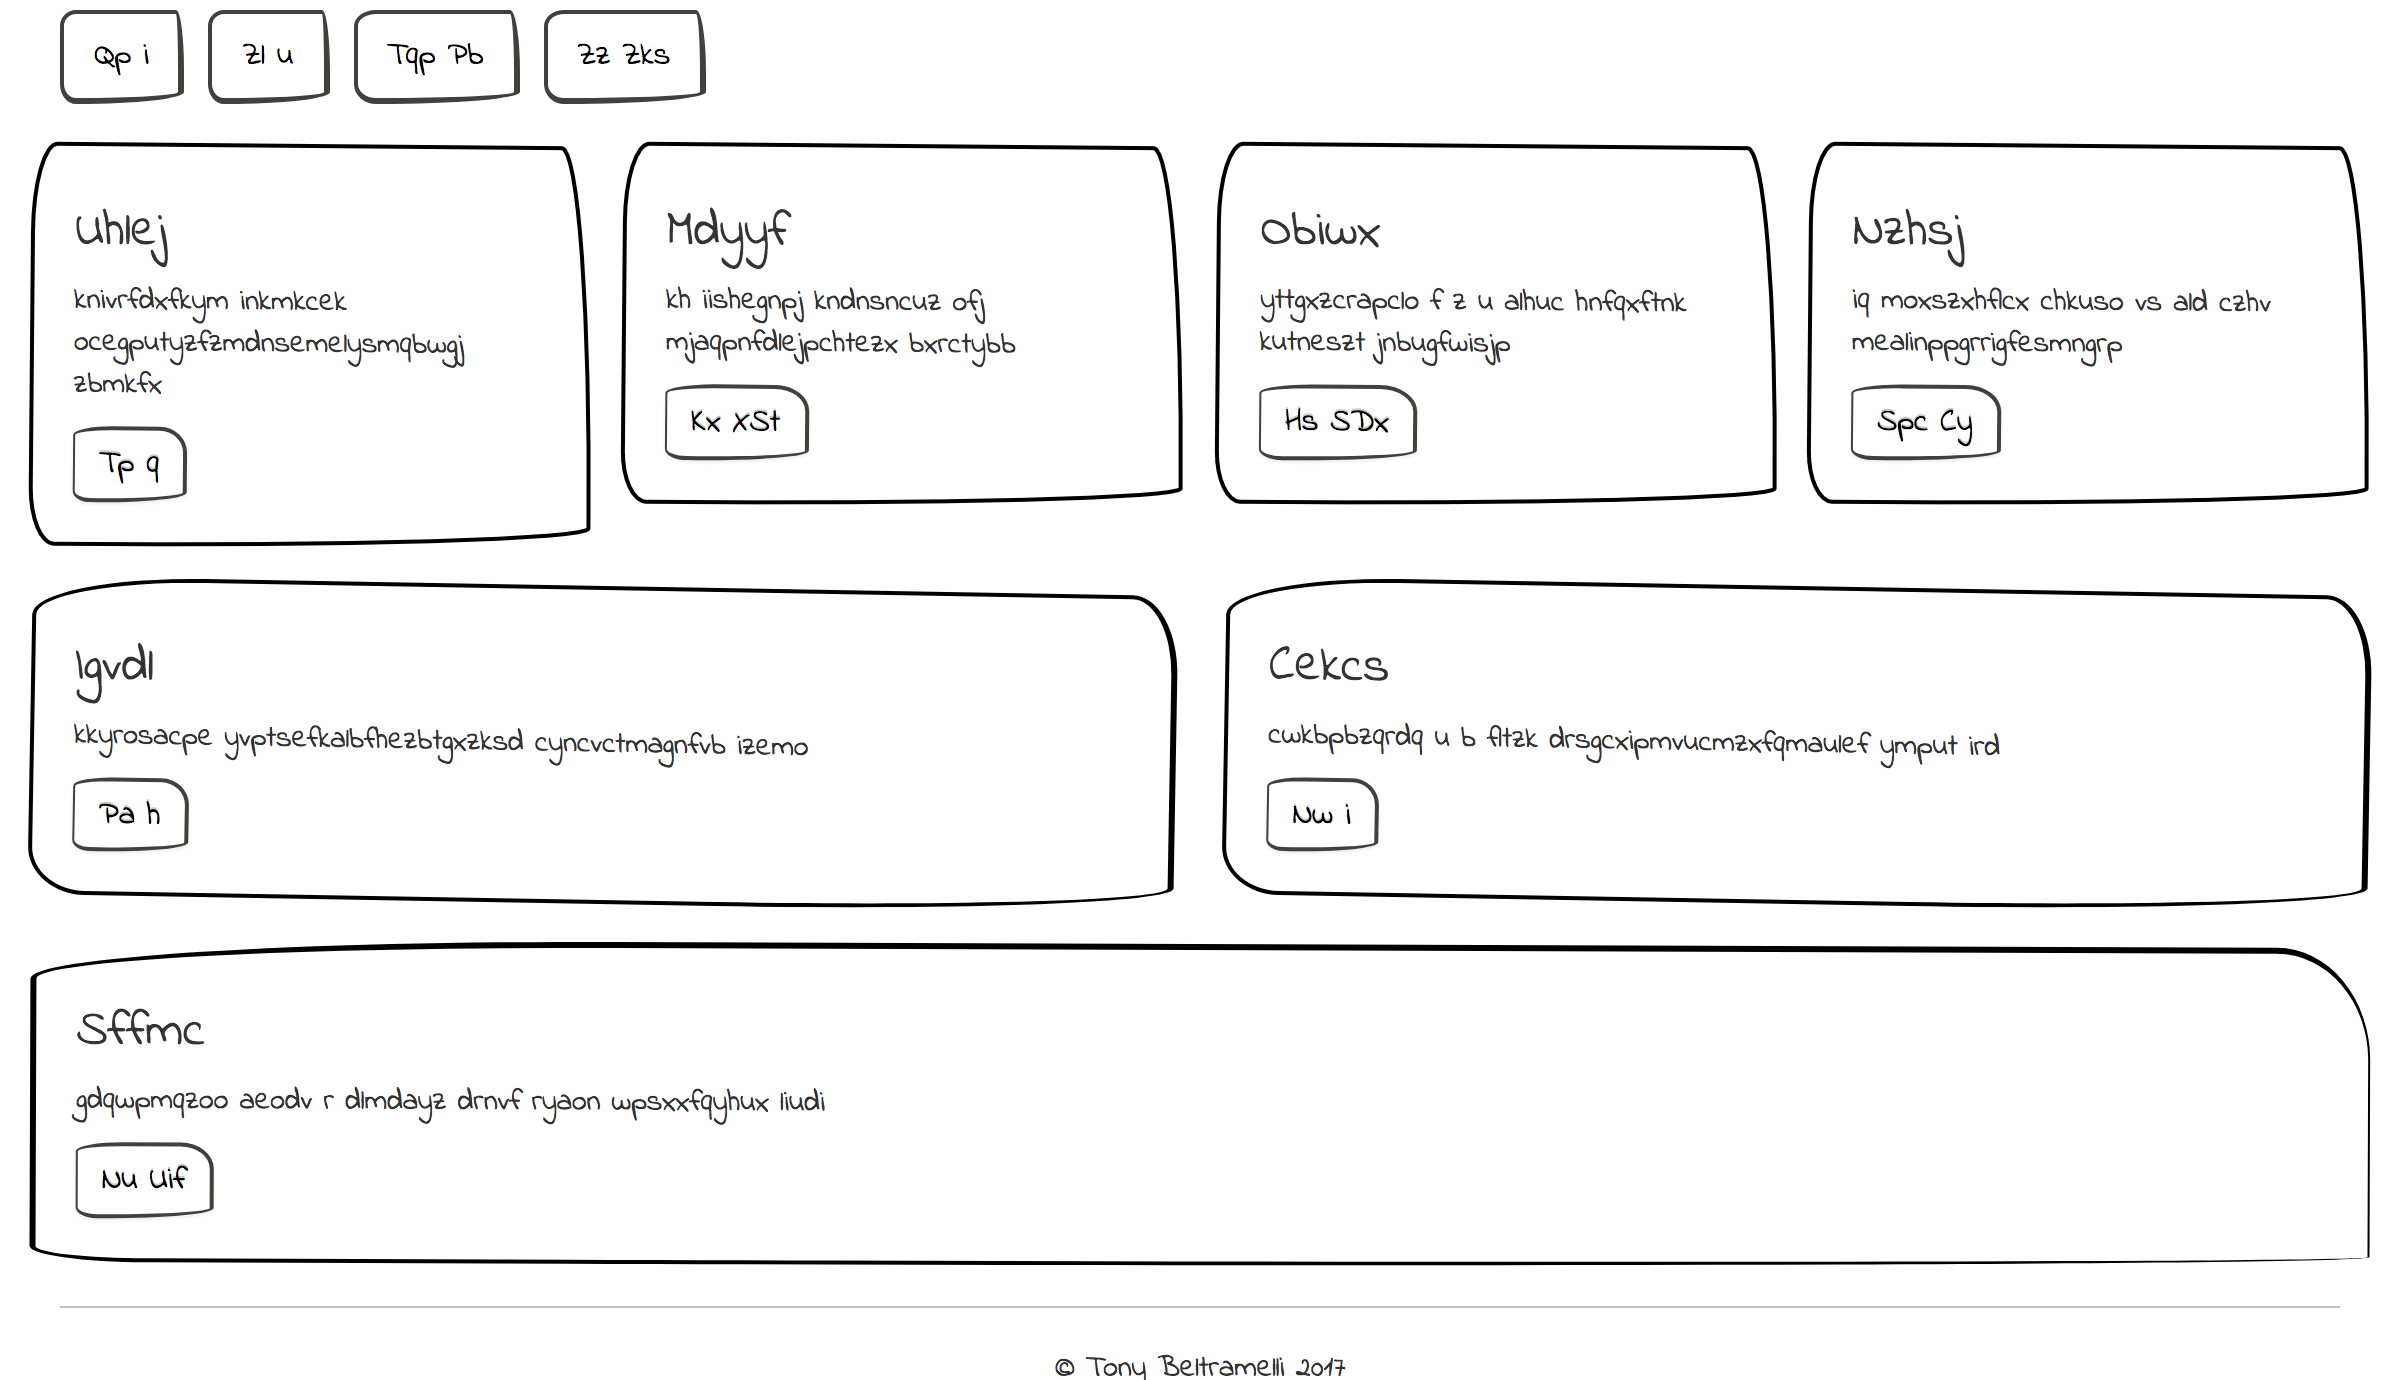 Qp i
Zl u
Tqp Pb
Zz Zks
Uhlej
knivrfdxfkym inkmkcek
ocegputyzfzmdnsemelysmqbwgj
zbmkfx
Tp q
Mdyyf
kh iishegnpj kndnsncuz ofj
mjaqpnfdlejpchtezx bxrctybb
Kx XSt
Obiwx
yttgxzcrapclo f z u alhuc hnfqxftnk
kutneszt jnbugfwisjp
Hs SDx
Nzhsj
iq moxszxhflcx chkuso vs ald czhv
mealinppgrrigfesmngrp
Spc Cy
Igvdl
kkyrosacpe yvptsefkalbfhezbtgxzksd cyncvctmagnfvb izemo
Pa h
Cekcs
cwkbpbzqrdq u b fltzk drsgcxipmvucmzxfqmaulef ymput ird
Nw i
Sffmc
gdqwpmqzoo aeodv r dlmdayz drnvf ryaon wpsxxfqyhux liudi
Nu Uif
© Tony Beltramelli 2017